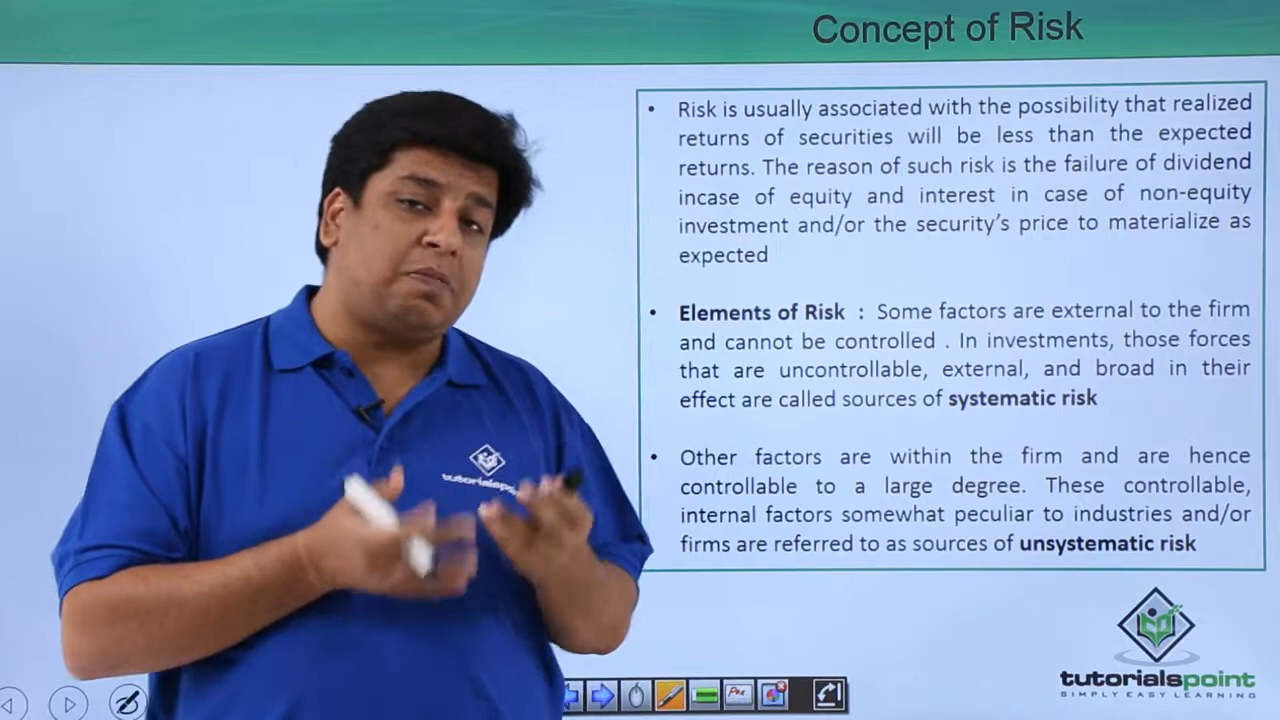 Concept of Risk
• Risk is usually associated with the possibility that realized
returns of securities will be less than the expected
returns. The reason of such risk is the failure of dividend
incase of equity and interest in case of non-equity
investment and/or the security's price to materialize as
expected
• Elements of Risk : Some factors are external to the firm
and cannot be controlled . In investments, those forces
that are uncontrollable, external, and broad in their
effect are called sources of systematic risk
• Other factors are within the firm and are hence
controllable to a large degree. These controllable,
internal factors somewhat peculiar to industries and/or
firms are referred to as sources of unsystematic risk
tutorialspoint
SIMPLY EASY LEARNING